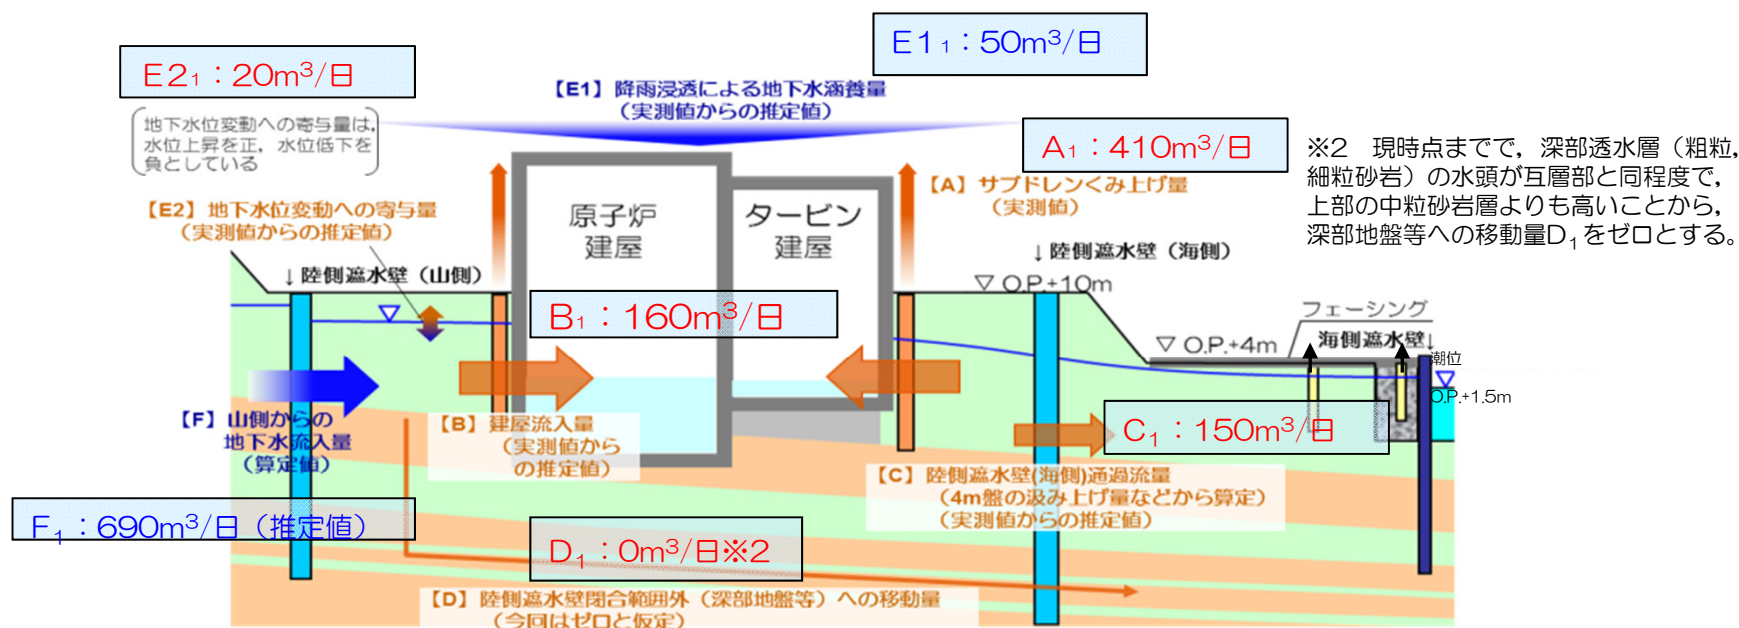 E1₁：50m³/日
E2₁：20m³/日
【E1】降雨浸透による地下水涵養量
（実測値からの推定値）
地下水位変動への寄与量は，
水位上昇を正，水位低下を
負としている
A₁：410m³/日
※2　現時点までで，深部透水層（粗粒，
細粒砂岩）の水頭が互層部と同程度で，
上部の中粒砂岩層よりも高いことから，
深部地盤等への移動量D₁をゼロとする。
【A】サブドレンくみ上げ量
（実測値）
【E2】地下水位変動への寄与量
（実測値からの推定値）
原子炉
建屋
タービン
建屋
↓陸側遮水壁（山側）
↓陸側遮水壁（海側）
▽O.P.+10m
B₁：160m³/日
フェーシング
▽O.P.+4m
海側遮水壁↓
潮位
O.P.+1.5m
【F】山側からの
地下水流入量
（算定値）
【B】建屋流入量
（実測値から
の推定値）
C₁：150m³/日
【C】陸側遮水壁(海側)通過流量
（4m盤の汲み上げ量などから算定）
（実測値からの推定値）
F₁：690m³/日（推定値）
D₁：0m³/日※2
【D】陸側遮水壁閉合範囲外（深部地盤等）への移動量
（今回はゼロと仮定）